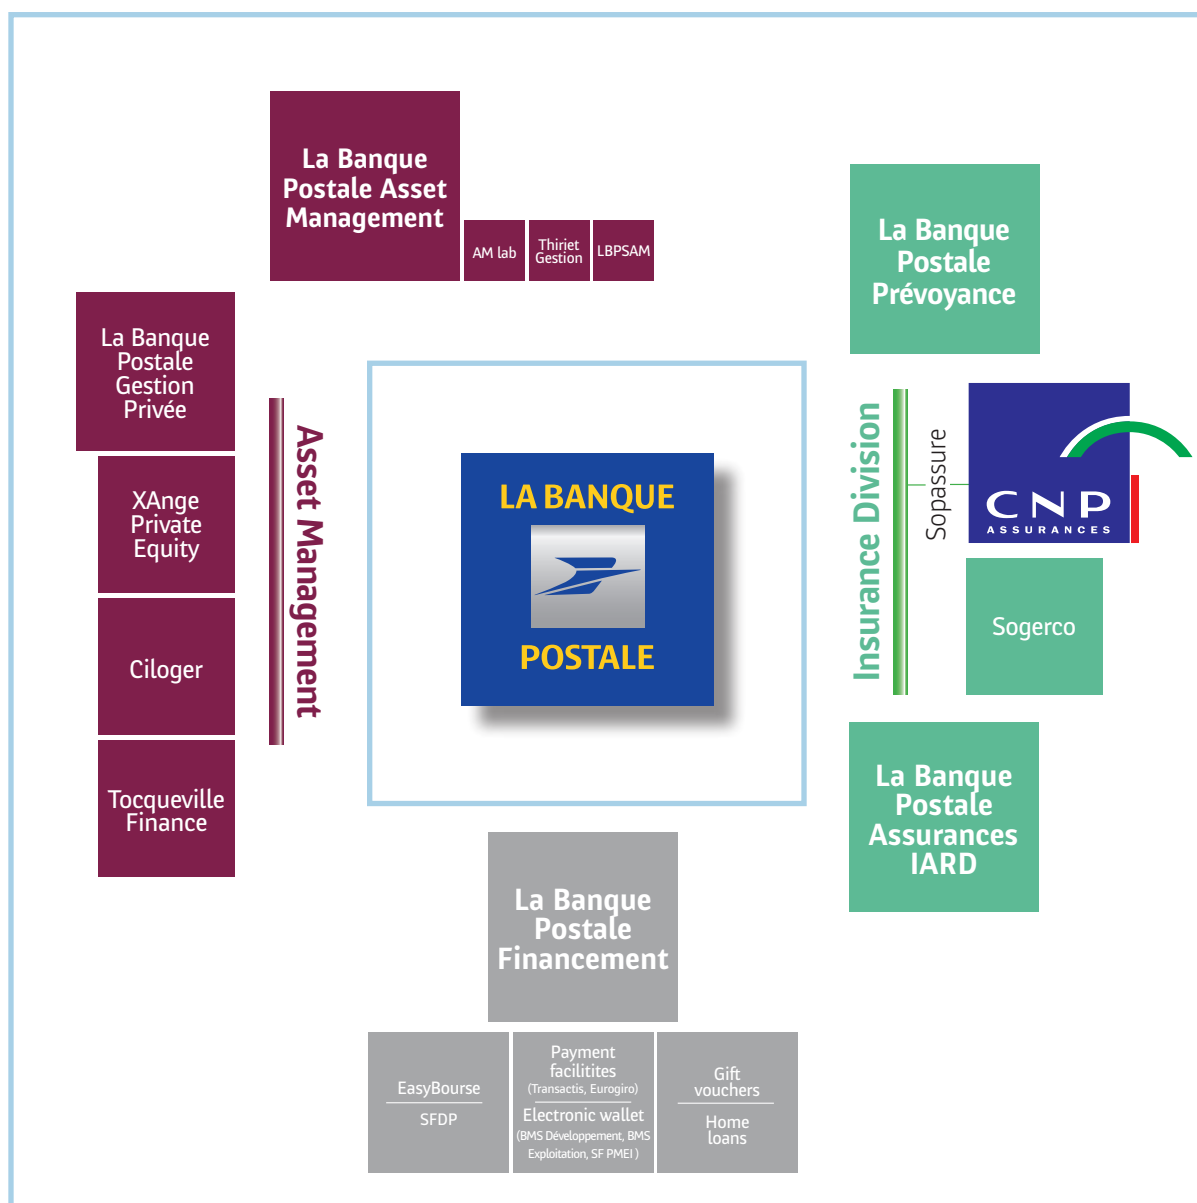 La Banque
Postale Asset
Management
AM lab
Thiriet
Gestion
LBPSAM
La Banque
Postale
Prévoyance
La Banque
Postale
Gestion
Privée
XAnge
Private
Equity
Ciloger
Tocqueville
Finance
Asset Management
LA BANQUE
POSTALE
Insurance Division
Sopassure
CNP
ASSURANCES
Sogerco
La Banque
Postale
Assurances
IARD
La Banque
Postale
Financement
EasyBourse
SFDP
Payment
facilitites
(Transactis, Eurogiro)
Electronic wallet
(BMS Développement, BMS
Exploitation, SF PMEI )
Gift
vouchers
Home
loans